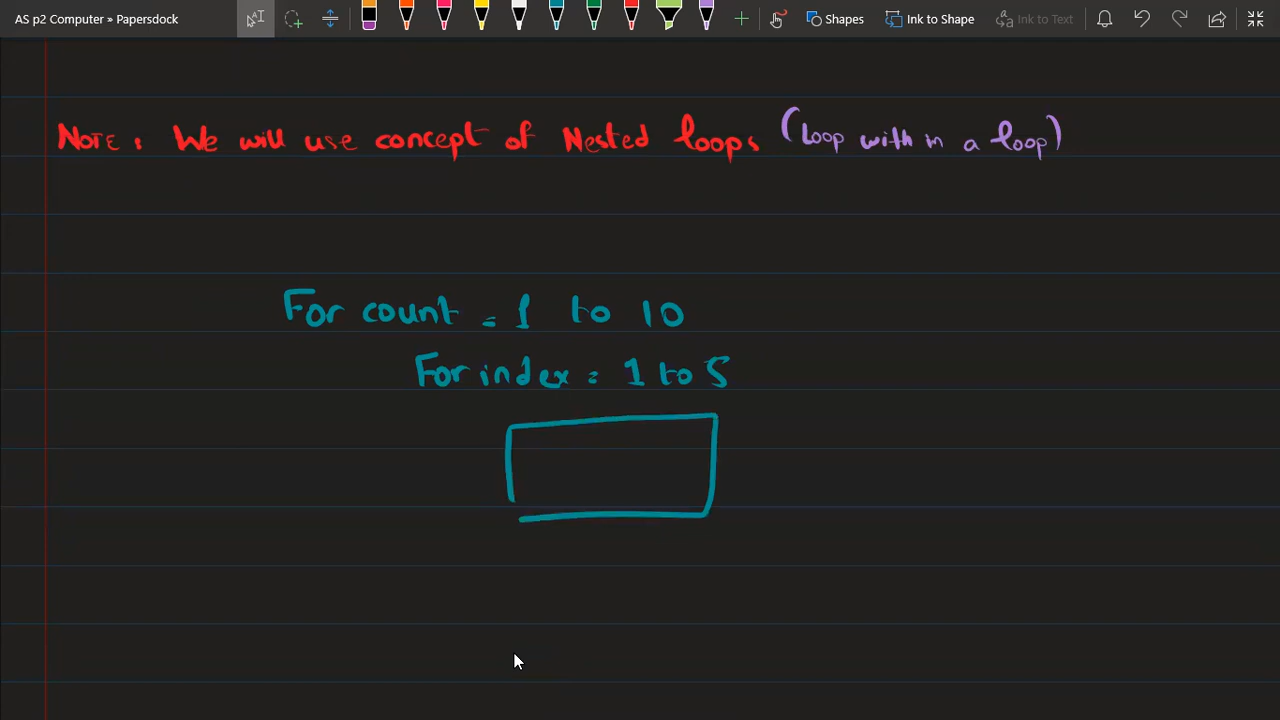 AS p2 Computer » Papersdock
Shapes
Ink to Shape
Ink to Text
NOTE: We will use concept of Nested loops (Loop with in a loop)
For count = 1 to 10
For index = 1 to 5